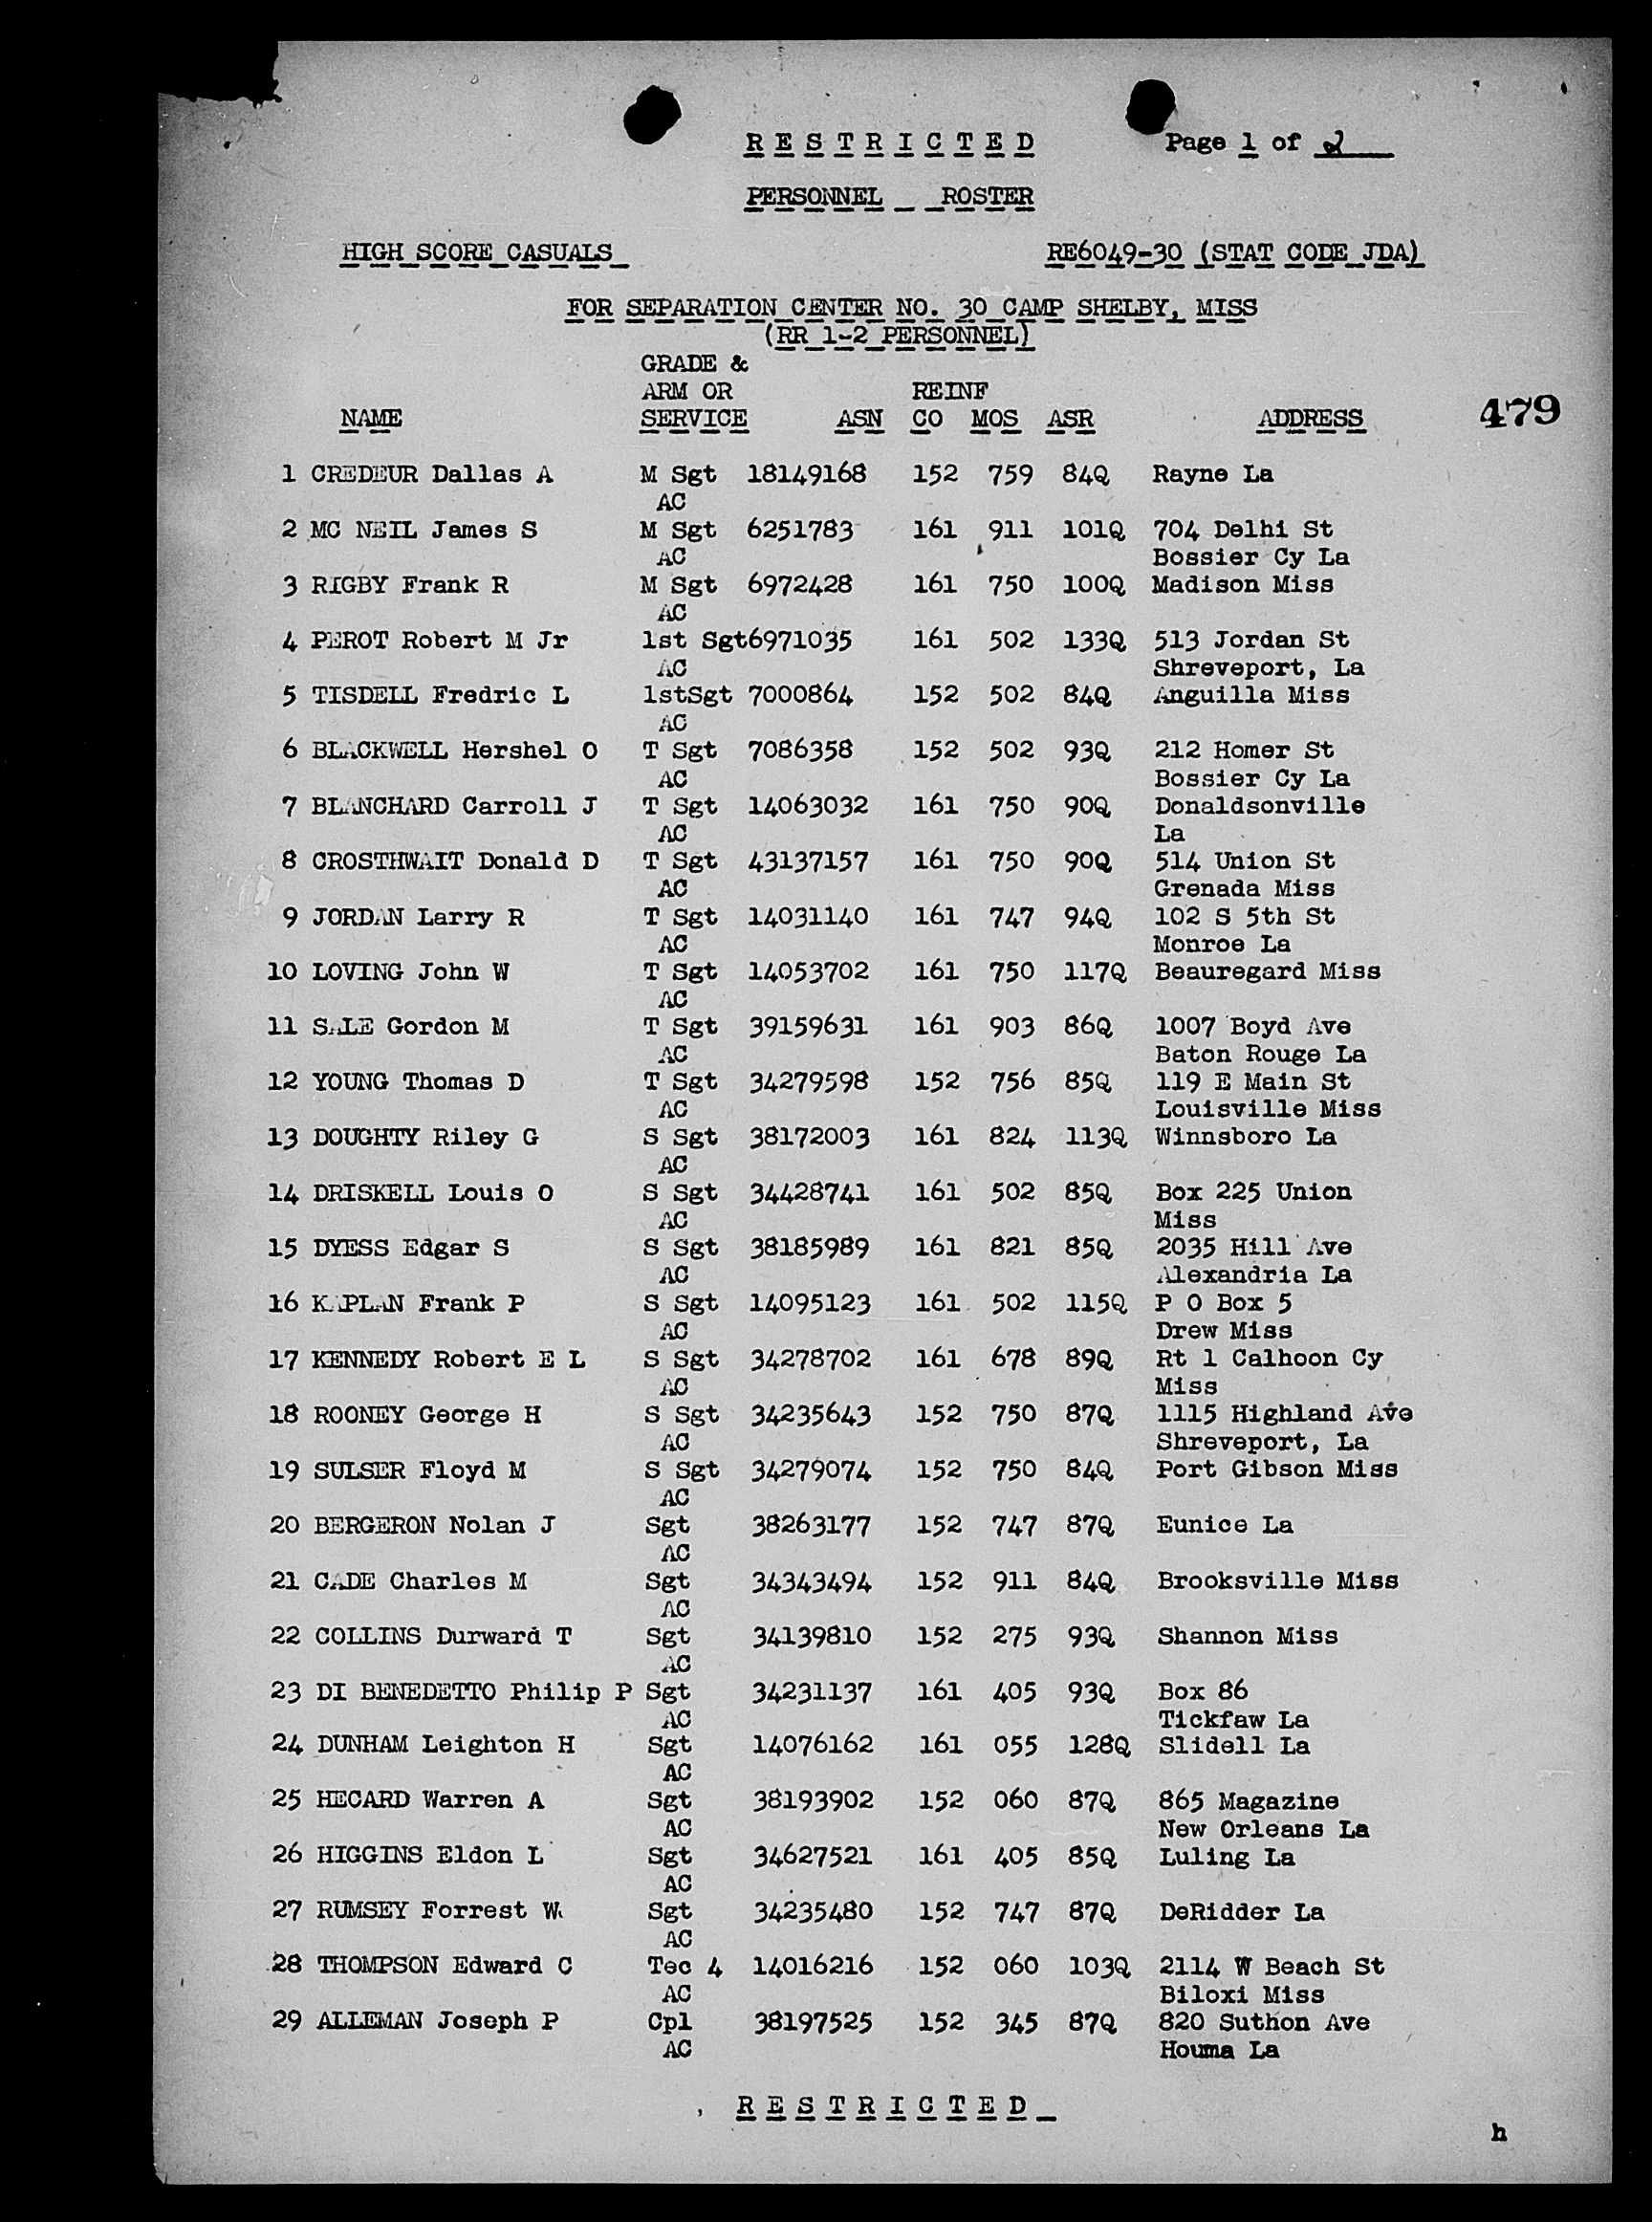 RESTRICTED Page 1 of 2
PERSONNEL ROSTER
HIGH SCORE CASUALS RE6049-30 (STAT CODE JDA)
FOR SEPARATION CENTER NO. 30 CAMP SHELBY, MISS
(RR 1-2 PERSONNEL)
GRADE &
ARM OR REINF
NAME SERVICE ASN CO MOS ASR ADDRESS 479
1 CREDEUR Dallas A M Sgt 18149168 152 759 84Q Rayne La
AC
2 MC NEIL James S M Sgt 6251783 161 911 101Q 704 Delhi St
AC Bossier Cy La
3 RIGBY Frank R M Sgt 6972428 161 750 100Q Madison Miss
AC
4 PEROT Robert M Jr 1st Sgt6971035 161 502 133Q 513 Jordan St
AC Shreveport, La
5 TISDELL Fredric L 1stSgt 7000864 152 502 84Q Anguilla Miss
AC
6 BLACKWELL Hershel O T Sgt 7086358 152 502 93Q 212 Homer St
AC Bossier Cy La
7 BLANCHARD Carroll J T Sgt 14063032 161 750 90Q Donaldsonville
AC La
8 CROSTHWAIT Donald D T Sgt 43137157 161 750 90Q 514 Union St
AC Grenada Miss
9 JORDAN Larry R T Sgt 14031140 161 747 94Q 102 S 5th St
AC Monroe La
10 LOVING John W T Sgt 14053702 161 750 117Q Beauregard Miss
AC
11 SALE Gordon M T Sgt 39159631 161 903 86Q 1007 Boyd Ave
AC Baton Rouge La
12 YOUNG Thomas D T Sgt 34279598 152 756 85Q 119 E Main St
AC Louisville Miss
13 DOUGHTY Riley G S Sgt 38172003 161 824 113Q Winnsboro La
AC
14 DRISKELL Louis O S Sgt 34428741 161 502 85Q Box 225 Union
AC Miss
15 DYESS Edgar S S Sgt 38185989 161 821 85Q 2035 Hill Ave
AC Alexandria La
16 KAPLAN Frank P S Sgt 14095123 161 502 115Q P O Box 5
AC Drew Miss
17 KENNEDY Robert E L S Sgt 34278702 161 678 89Q Rt 1 Calhoon Cy
AC Miss
18 ROONEY George H S Sgt 34235643 152 750 87Q 1115 Highland Ave
AC Shreveport, La
19 SULSER Floyd M S Sgt 34279074 152 750 84Q Port Gibson Miss
AC
20 BERGERON Nolan J Sgt 38263177 152 747 87Q Eunice La
AC
21 CADE Charles M Sgt 34343494 152 911 84Q Brooksville Miss
AC
22 COLLINS Durward T Sgt 34139810 152 275 93Q Shannon Miss
AC
23 DI BENEDETTO Philip P Sgt 34231137 161 405 93Q Box 86
AC Tickfaw La
24 DUNHAM Leighton H Sgt 14076162 161 055 128Q Slidell La
AC
25 HECARD Warren A Sgt 38193902 152 060 87Q 865 Magazine
AC New Orleans La
26 HIGGINS Eldon L Sgt 34627521 161 405 85Q Luling La
AC
27 RUMSEY Forrest W Sgt 34235480 152 747 87Q DeRidder La
AC
28 THOMPSON Edward C Tec 4 14016216 152 060 103Q 2114 W Beach St
AC Biloxi Miss
29 ALLEMAN Joseph P Cpl 38197525 152 345 87Q 820 Suthon Ave
AC Houma La
RESTRICTED
h